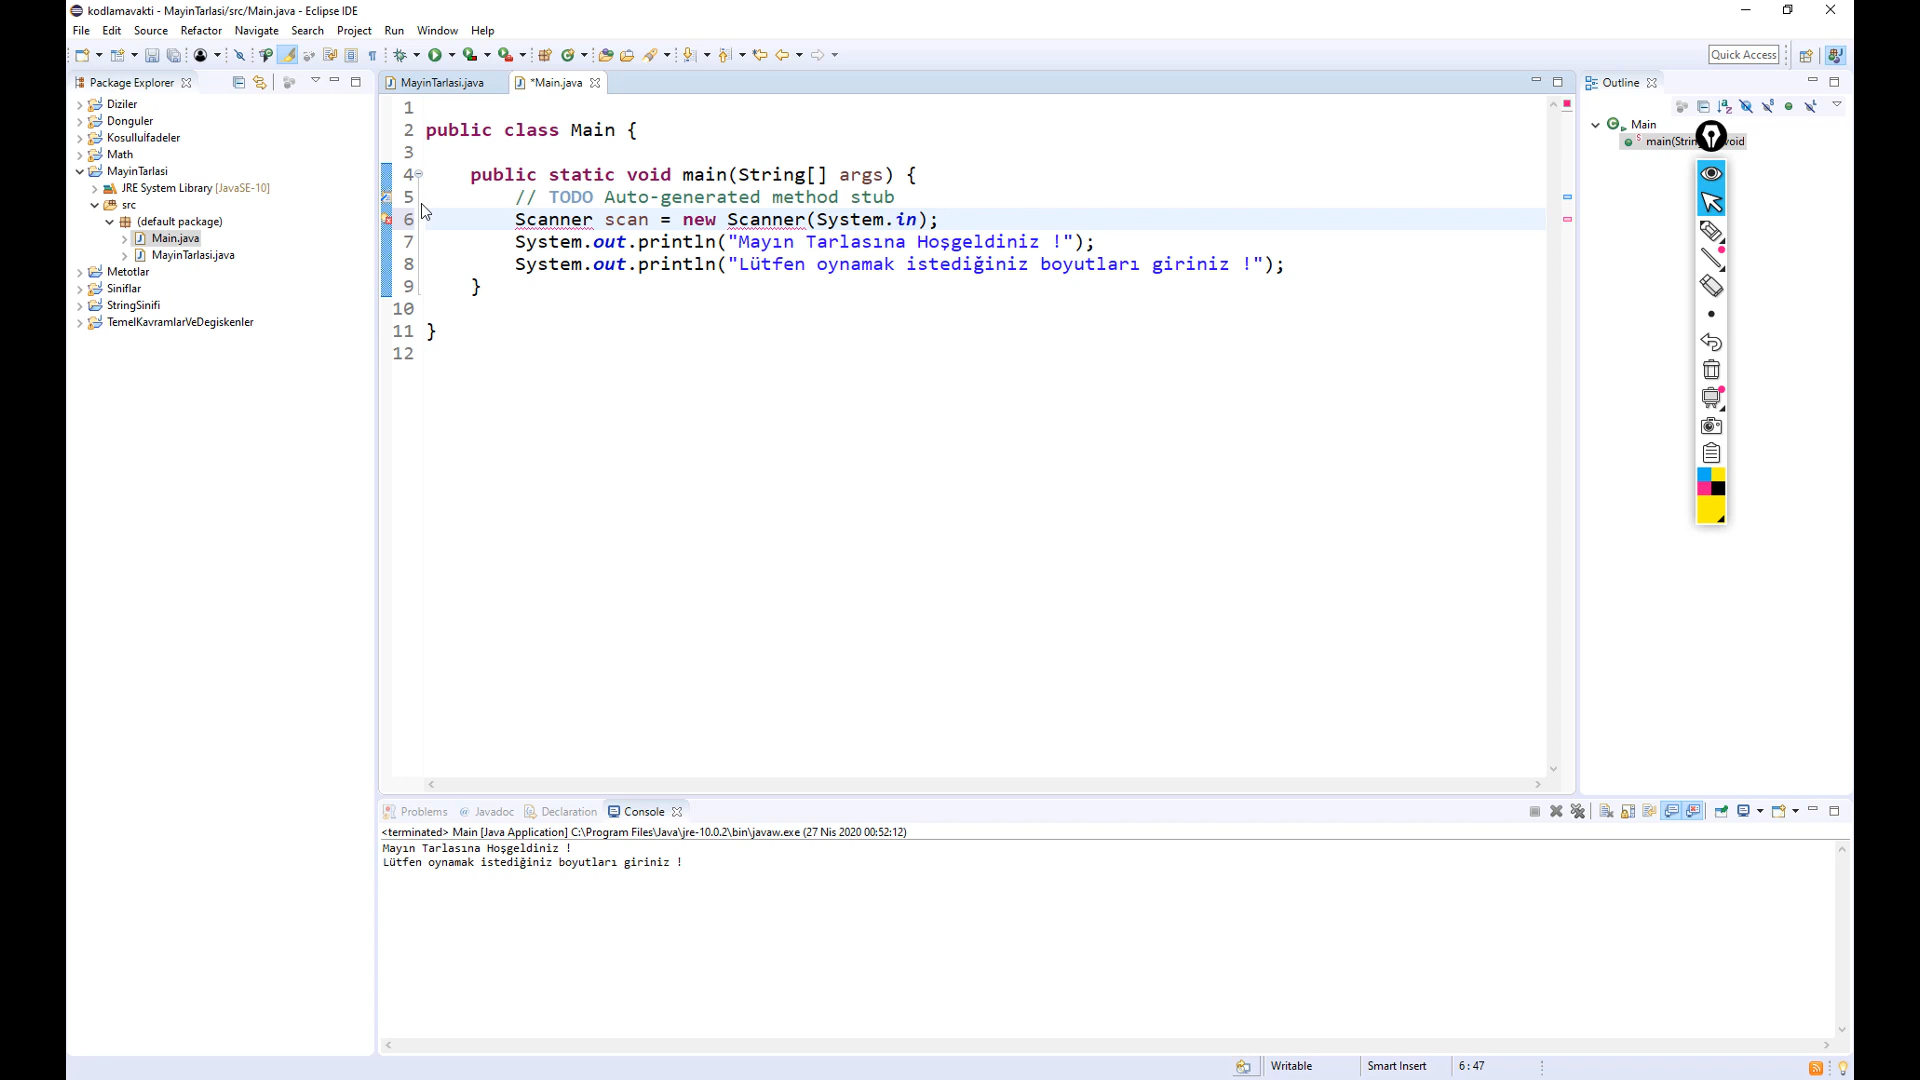 kodlamavakti - MayinTarlasi/src/Main.java - Eclipse IDE
File Edit Source Refactor Navigate Search Project Run Window Help
Quick Access
Package Explorer
Diziler
Donguler
KosulluIfadeler
Math
MayinTarlasi
JRE System Library [JavaSE-10]
src
(default package)
Main.java
MayinTarlasi.java
Metotlar
Siniflar
StringSinifi
TemelKavramlarVeDegiskenler
MayinTarlasi.java *Main.java
1
2 public class Main {
3
4 public static void main(String[] args) {
5 // TODO Auto-generated method stub
6 Scanner scan = new Scanner(System.in);
7 System.out.println("Mayın Tarlasına Hoşgeldiniz !");
8 System.out.println("Lütfen oynamak istediğiniz boyutları giriniz !");
9 }
10
11 }
12
Outline
Main
main(Strin void
Problems @ Javadoc Declaration Console
<terminated> Main [Java Application] C:\Program Files\Java\jre-10.0.2\bin\javaw.exe (27 Nis 2020 00:52:12)
Mayın Tarlasına Hoşgeldiniz !
Lütfen oynamak istediğiniz boyutları giriniz !
Writable Smart Insert 6 : 47